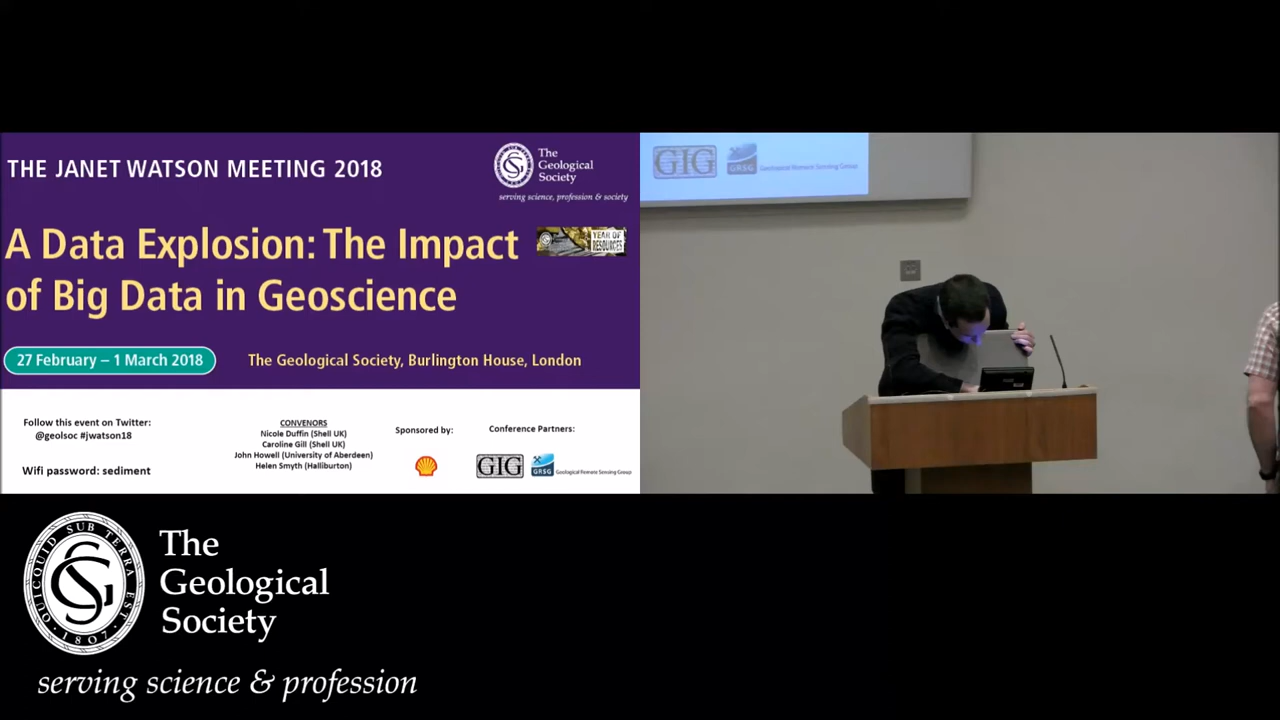 THE JANET WATSON MEETING 2018
The
Geological
Society
serving science, profession & society
A Data Explosion: The Impact
of Big Data in Geoscience
YEAR OF
RESOURCES
27 February – 1 March 2018
The Geological Society, Burlington House, London
Follow this event on Twitter:
@geolsoc #jwatson18
Wifi password: sediment
CONVENORS
Nicole Duffin (Shell UK)
Caroline Gill (Shell UK)
John Howell (University of Aberdeen)
Helen Smyth (Halliburton)
Sponsored by:
Conference Partners:
GIG
GRSG
Geological Remote Sensing Group
GIG
GRSG
Geological Remote Sensing Group
QUICQUID SUB TERRA EST
1807
The
Geological
Society
serving science & profession